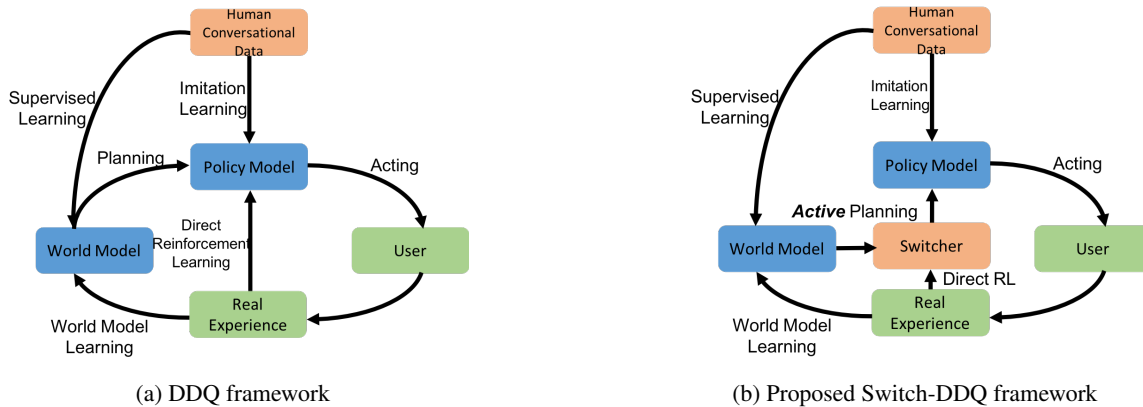 Human
Conversational
Data
Supervised
Learning
Imitation
Learning
Planning
Policy Model
Acting
Direct
Reinforcement
Learning
World Model
User
Real
Experience
World Model
Learning
(a) DDQ framework
Human
Conversational
Data
Supervised
Learning
Imitation
Learning
Policy Model
Acting
Active Planning
World Model
Switcher
User
Direct RL
Real
Experience
World Model
Learning
(b) Proposed Switch-DDQ framework